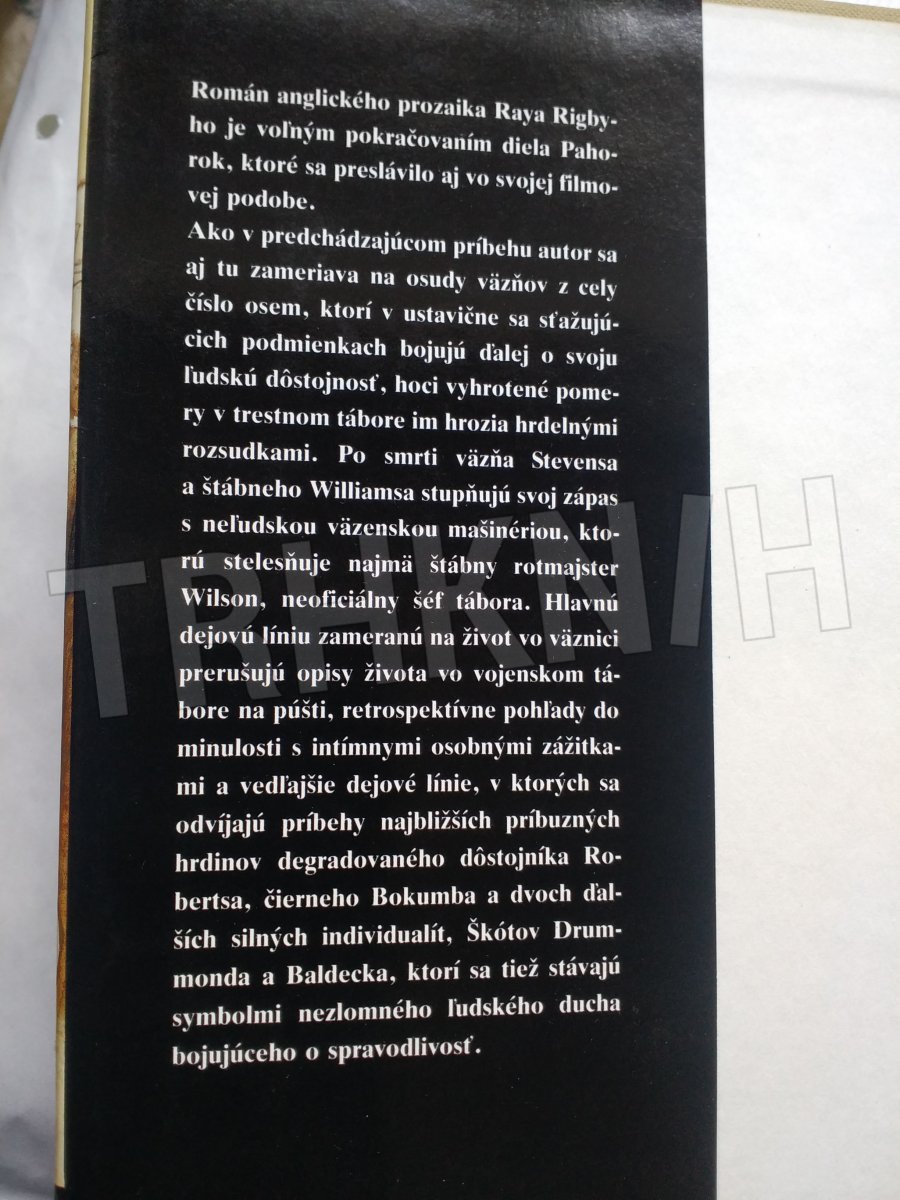 Román anglického prozaika Raya Rigby-
ho je voľným pokračovaním diela Paho-
rok, ktoré sa preslávilo aj vo svojej filmo-
vej podobe.
Ako v predchádzajúcom príbehu autor sa
aj tu zameriava na osudy väzňov z cely
číslo osem, ktorí v ustavične sa sťažujú-
cich podmienkach bojujú ďalej o svoju
ľudskú dôstojnosť, hoci vyhrotené pome-
ry v trestnom tábore im hrozia hrdelnými
rozsudkami. Po smrti väzňa Stevensa
a štábneho Williamsa stupňujú svoj zápas
s neľudskou väzenskou mašinériou, kto-
rú stelesňuje najmä štábny rotmajster
Wilson, neoficiálny šéf tábora. Hlavnú
dejovú líniu zameranú na život vo väznici
prerušujú opisy života vo vojenskom tá-
bore na púšti, retrospektívne pohľady do
minulosti s intímnymi osobnými zážitka-
mi a vedľajšie dejové línie, v ktorých sa
odvíjajú príbehy najbližších príbuzných
hrdinov degradovaného dôstojníka Ro-
bertsa, čierneho Bokumba a dvoch ďal-
ších silných individualít, Škótov Drum-
monda a Baldecka, ktorí sa tiež stávajú
symbolmi nezlomného ľudského ducha
bojujúceho o spravodlivosť.
TRHKNIH